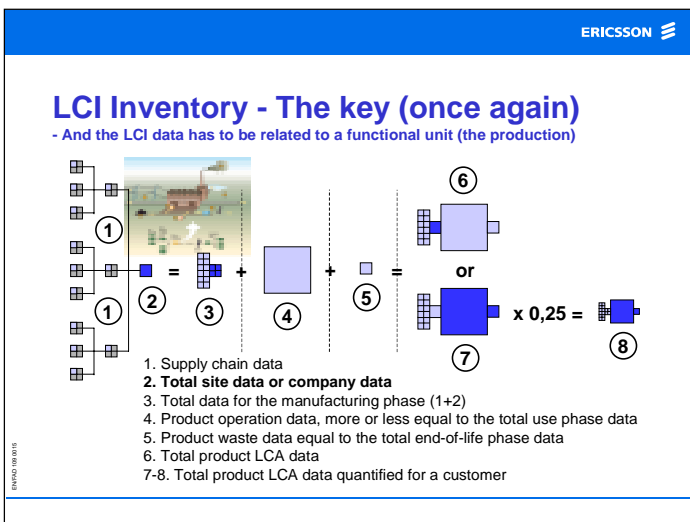 ERICSSON
LCI Inventory - The key (once again)
- And the LCI data has to be related to a functional unit (the production)
1
1
2
=
3
+
4
+
5
=
6
or
7
x 0,25 =
8
1. Supply chain data
2. Total site data or company data
3. Total data for the manufacturing phase (1+2)
4. Product operation data, more or less equal to the total use phase data
5. Product waste data equal to the total end-of-life phase data
6. Total product LCA data
7-8. Total product LCA data quantified for a customer
EN/FAD 109 0015